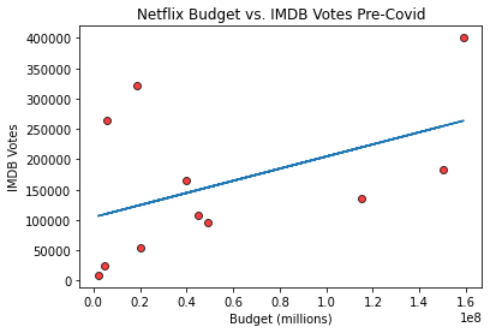 Netflix Budget vs. IMDB Votes Pre-Covid
400000
350000
300000
250000
200000
150000
100000
50000
0
IMDB Votes
0.0 0.2 0.4 0.6 0.8 1.0 1.2 1.4 1.6
1e8
Budget (millions)